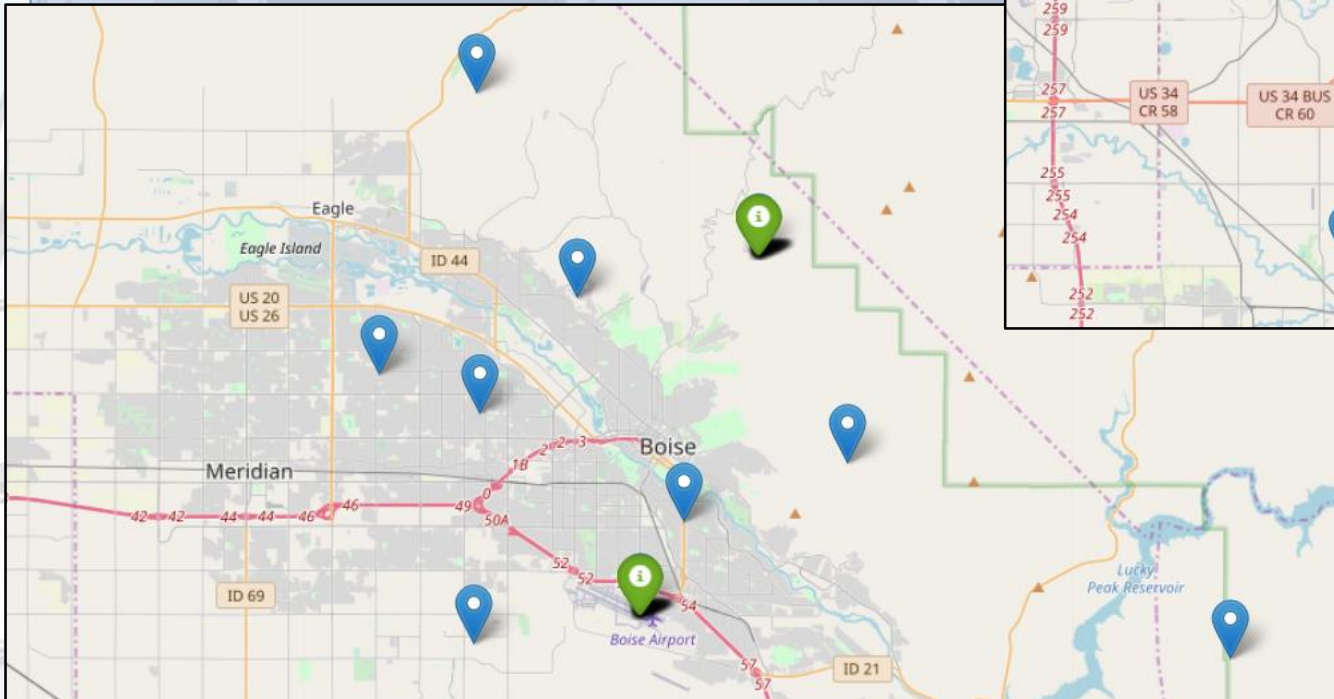 Eagle
Eagle Island
ID 44
US 20
US 26
Boise
Meridian
1B
2
2
3
0
42
42
44
44
46
46
49
50A
52
52
54
57
57
ID 69
Boise Airport
ID 21
Lucky
Peak Reservoir
259
259
257
257
US 34
CR 58
US 34 BUS
CR 60
255
255
254
254
252
252